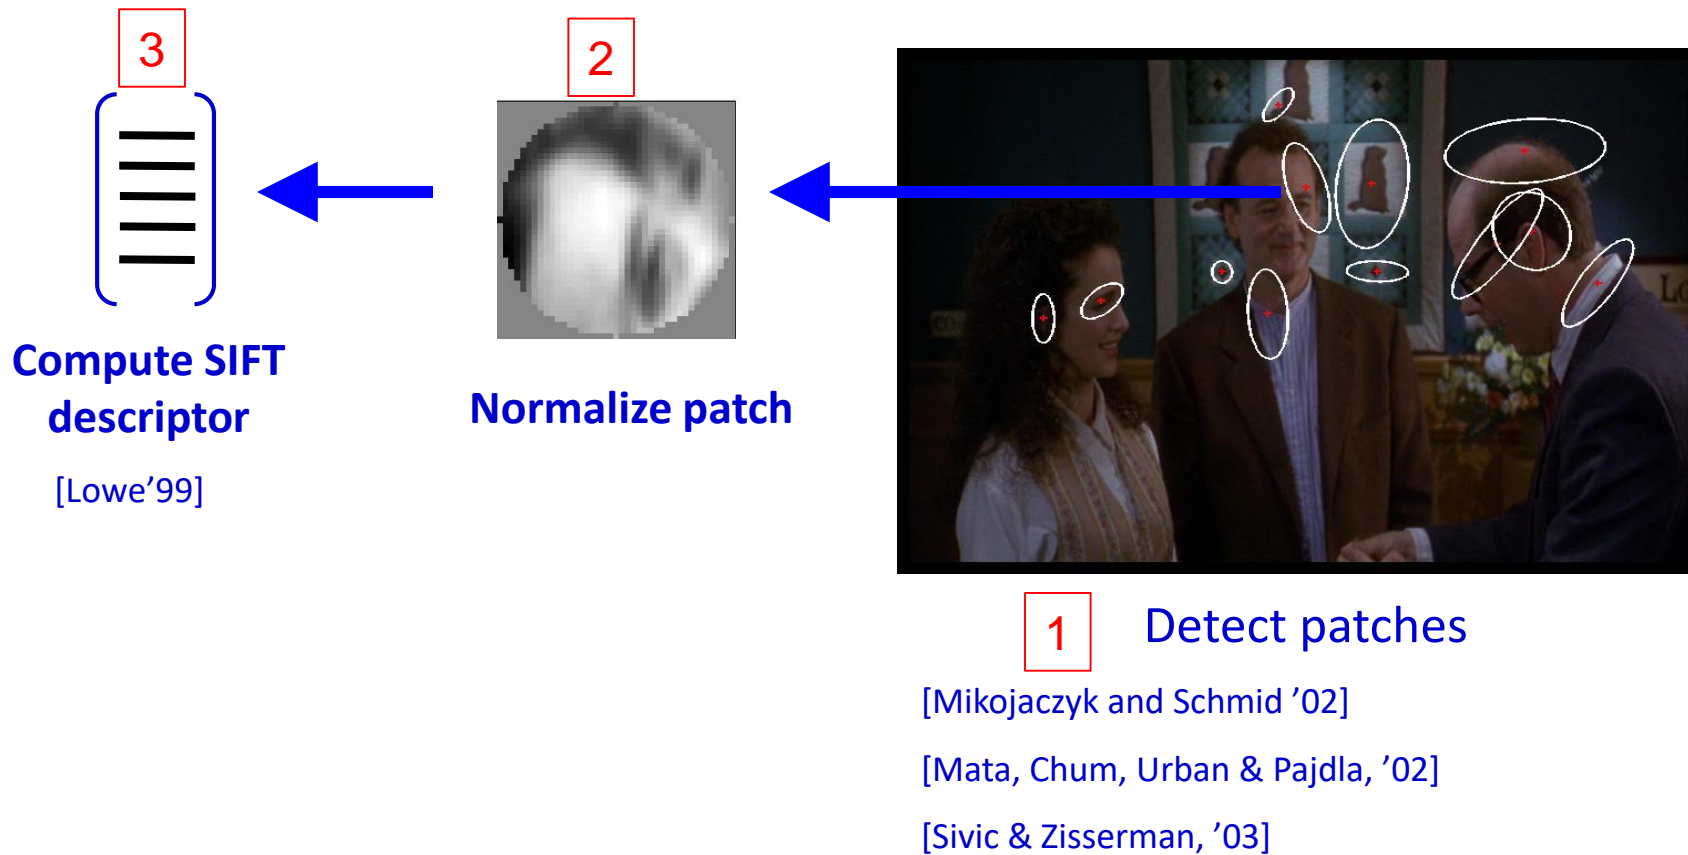 3
2
Compute SIFT
descriptor
[Lowe’99]
Normalize patch
1
Detect patches
[Mikojaczyk and Schmid ’02]
[Mata, Chum, Urban & Pajdla, ’02]
[Sivic & Zisserman, ’03]